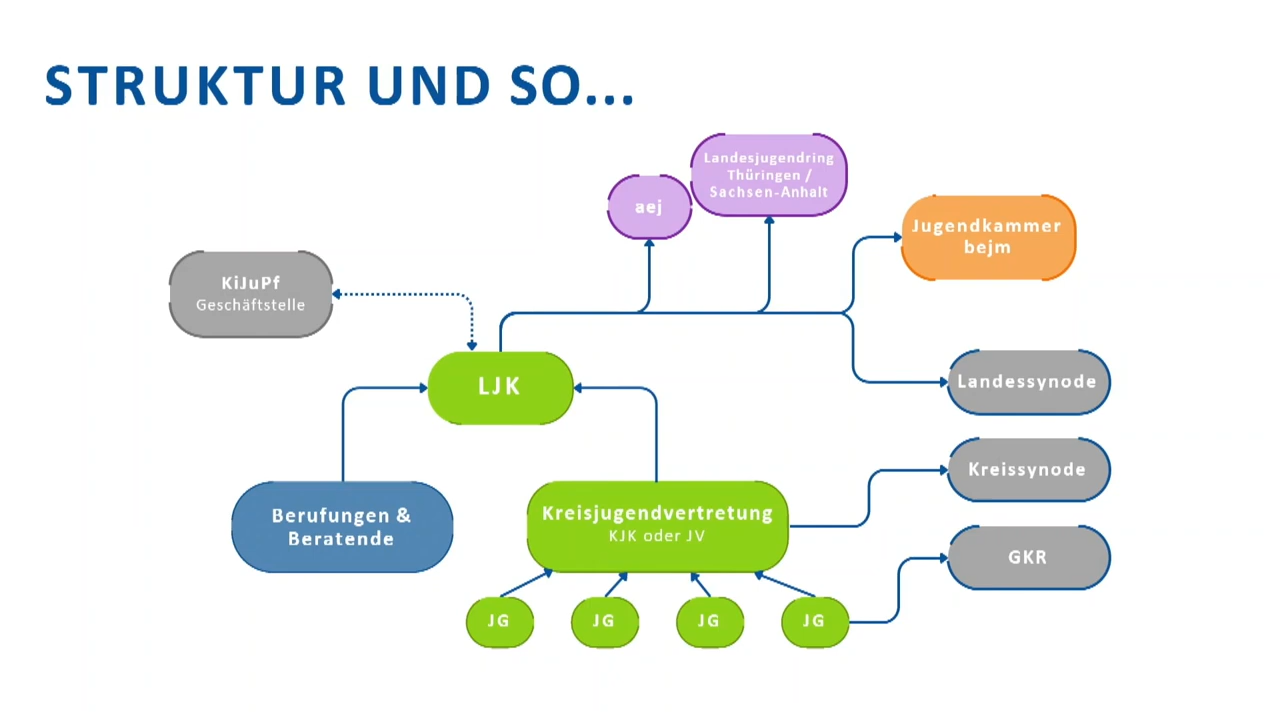 STRUKTUR UND SO...
Landesjugendring
Thüringen /
Sachsen-Anhalt
aej
Jugendkammer
bejm
KiJuPf
Geschäftstelle
LJK
Landessynode
Kreissynode
Berufungen &
Beratende
Kreisjugendvertretung
KJK oder JV
GKR
JG
JG
JG
JG